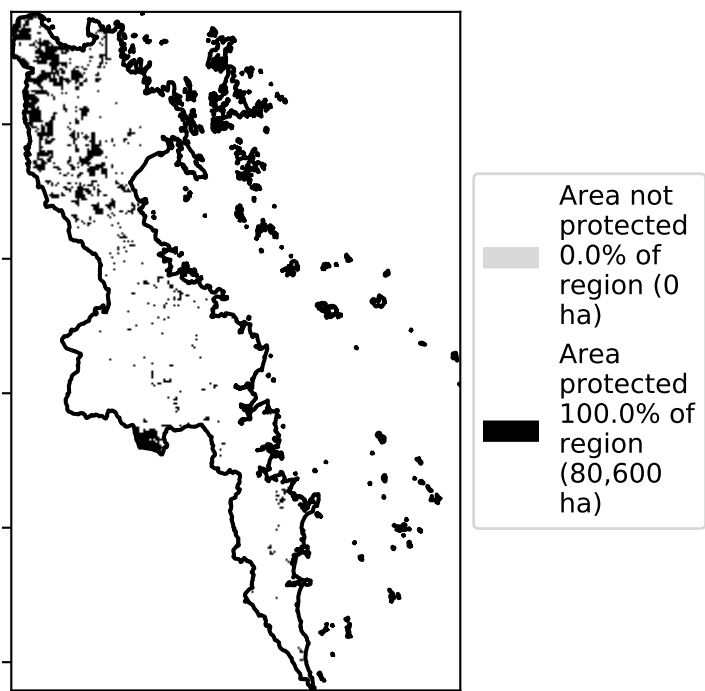 Area not
protected
0.0% of
region (0
ha)
Area
protected
100.0% of
region
(80,600
ha)